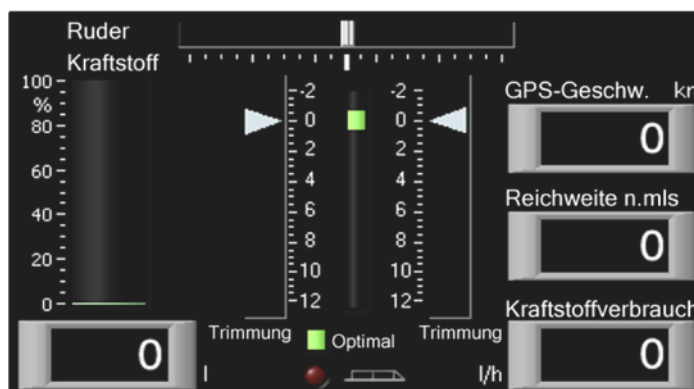 Ruder
Kraftstoff
100
%
80
60
40
20
0
0
l
-2 -2
0 0
2 2
4 4
6 6
8 8
10 10
12 12
Trimmung Optimal Trimmung
GPS-Geschw. kn
0
Reichweite n.mls
0
Kraftstoffverbrauch
0
l/h